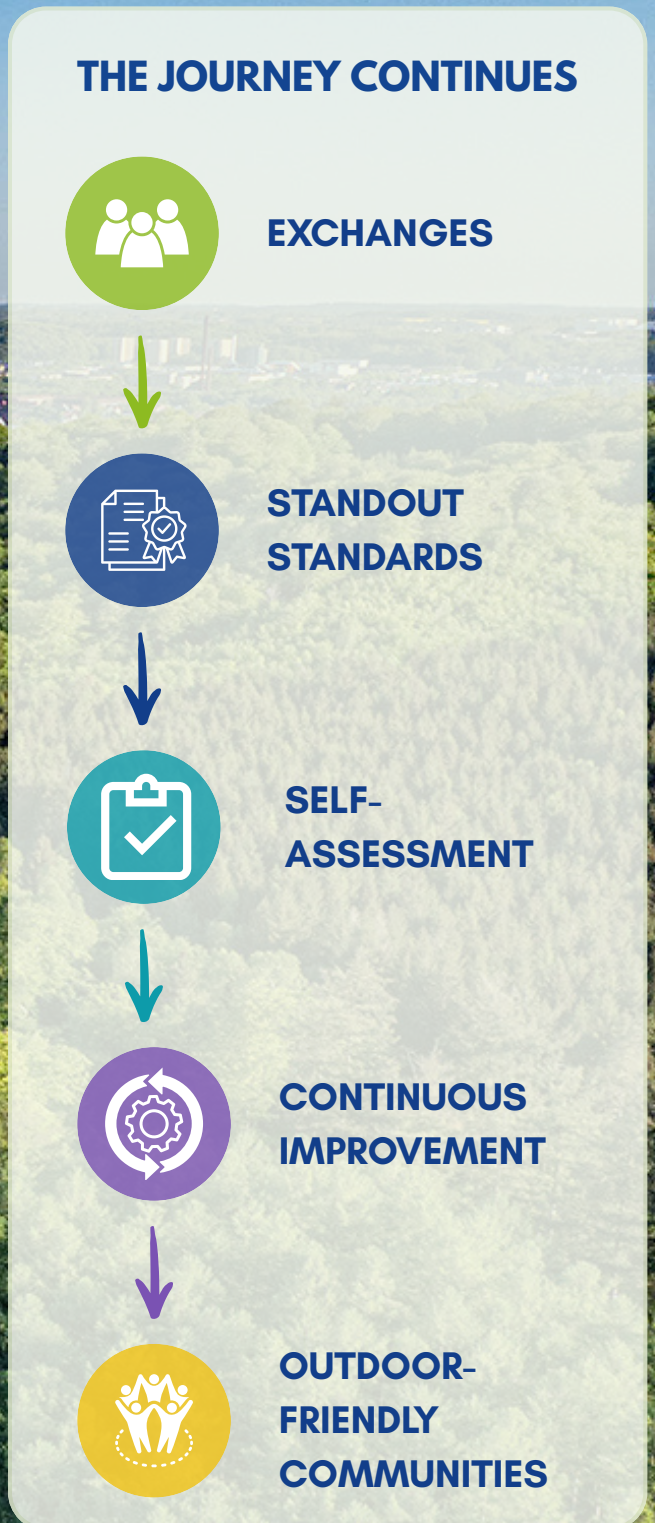 THE JOURNEY CONTINUES
EXCHANGES
STANDOUT
STANDARDS
SELF-
ASSESSMENT
CONTINUOUS
IMPROVEMENT
OUTDOOR-
FRIENDLY
COMMUNITIES